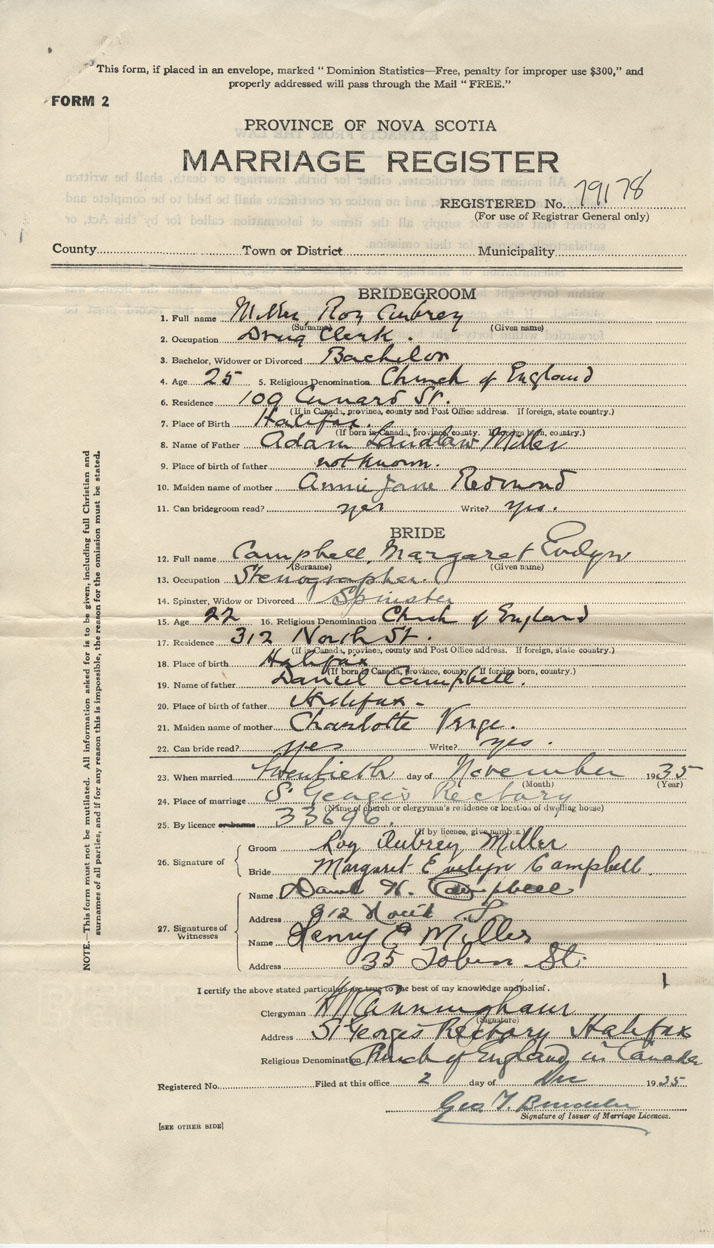 This form, if placed in an envelope, marked "Dominion Statistics—Free, penalty for improper use $300," and
properly addressed will pass through the Mail "FREE."
FORM 2
PROVINCE OF NOVA SCOTIA
MARRIAGE REGISTER
REGISTERED No. 79178
(For use of Registrar General only)
County Town or District Municipality
BRIDEGROOM
1. Full name Miller, Roy Aubrey
(Surname) (Given name)
2. Occupation Drug Clerk.
3. Bachelor, Widower or Divorced Bachelor
4. Age 25 5. Religious Denomination Church of England
6. Residence 109 Cunard St.
(If in Canada, province, county and Post Office address. If foreign, state country.)
7. Place of Birth Halifax.
(If born in Canada, province, county. If foreign born, country.)
8. Name of Father Adam Laidlaw Miller
9. Place of birth of father not known.
10. Maiden name of mother Annie Jane Redmond
11. Can bridegroom read? yes Write? yes.
BRIDE
12. Full name Campbell, Margaret Evelyn
(Surname) (Given name)
13. Occupation Stenographer.
14. Spinster, Widow or Divorced Spinster
15. Age 22 16. Religious Denomination Church of England
17. Residence 312 North St.
(If in Canada, province, county and Post Office address. If foreign, state country.)
18. Place of birth Halifax
(If born in Canada, province, county. If foreign born, country.)
19. Name of father Daniel Campbell.
20. Place of birth of father Halifax.
21. Maiden name of mother Charlotte Verge.
22. Can bride read? yes Write? yes.
23. When married twentieth day of November 1935
(Month) (Year)
24. Place of marriage St Georges Rectory
(Name of church or clergyman's residence or location of dwelling house)
25. By licence or banns 33696.
(If by licence, give number)
26. Signature of
Groom Roy Aubrey Miller
Bride Margaret Evelyn Campbell.
27. Signatures of Witnesses
Name H. Campbell
Address 312 North St
Name Henry Miller
Address 35 Tobin St.
I certify the above stated particulars are true to the best of my knowledge and belief.
Clergyman H Cunningham
(Signature)
Address St Georges Rectory Halifax
Religious Denomination Church of England in Canada
Registered No. Filed at this office 2 day of Dec 1935
Geo T.
Signature of Issuer of Marriage Licences.
[SEE OTHER SIDE]
NOTE.—This form must not be mutilated. All information asked for is to be given, including full Christian and
surnames of all parties, and if for any reason this is impossible, the reason for the omission must be stated.